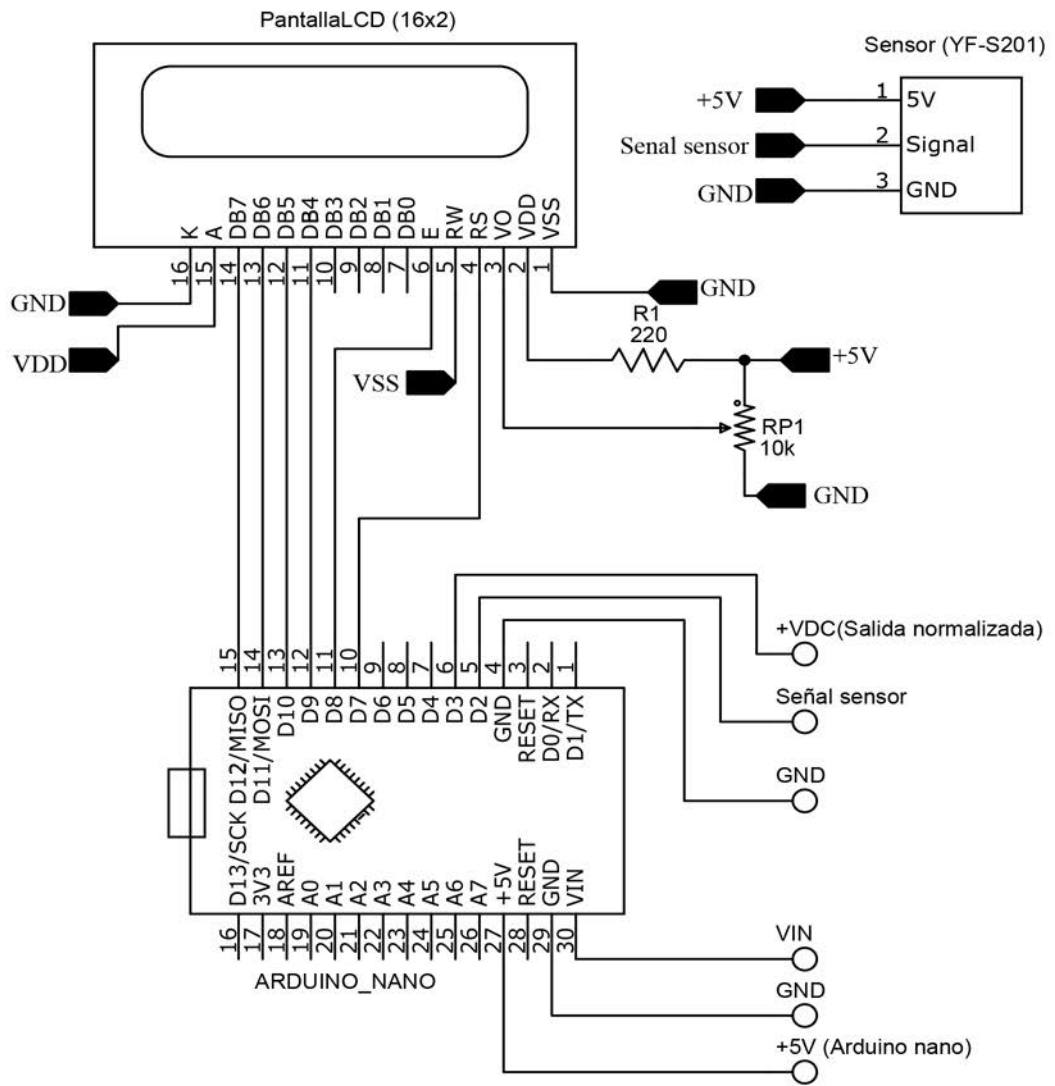 PantallaLCD (16x2)
Sensor (YF-S201)
+5V
1
5V
Senal sensor
2
Signal
GND
3
GND
K
A
DB7
DB6
DB5
DB4
DB3
DB2
DB1
DB0
E
RW
RS
VO
VDD
VSS
16
15
14
13
12
11
10
9
8
7
6
5
4
3
2
1
GND
VDD
VSS
GND
R1
220
+5V
RP1
10k
GND
+VDC(Salida normalizada)
Señal sensor
GND
15
14
13
12
11
10
9
8
7
6
5
4
3
2
1
D12/MISO
D11/MOSI
D10
D9
D8
D7
D6
D5
D4
D3
D2
GND
RESET
D0/RX
D1/TX
D13/SCK
3V3
AREF
A0
A1
A2
A3
A4
A5
A6
A7
+5V
RESET
GND
VIN
16
17
18
19
20
21
22
23
24
25
26
27
28
29
30
ARDUINO_NANO
VIN
GND
+5V (Arduino nano)